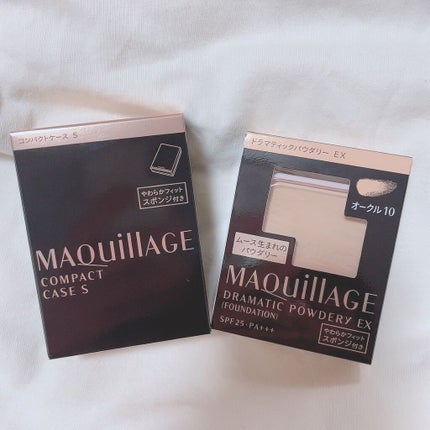 コンパクトケース S
やわらかフィット
スポンジ付き
MAQuillAGE
COMPACT
CASE S
ドラマティックパウダリー EX
オークル10
ムース生まれの
パウダリー
MAQuillAGE
DRAMATIC POWDERY EX
(FOUNDATION)
SPF25・PA+++
やわらかフィット
スポンジ付き